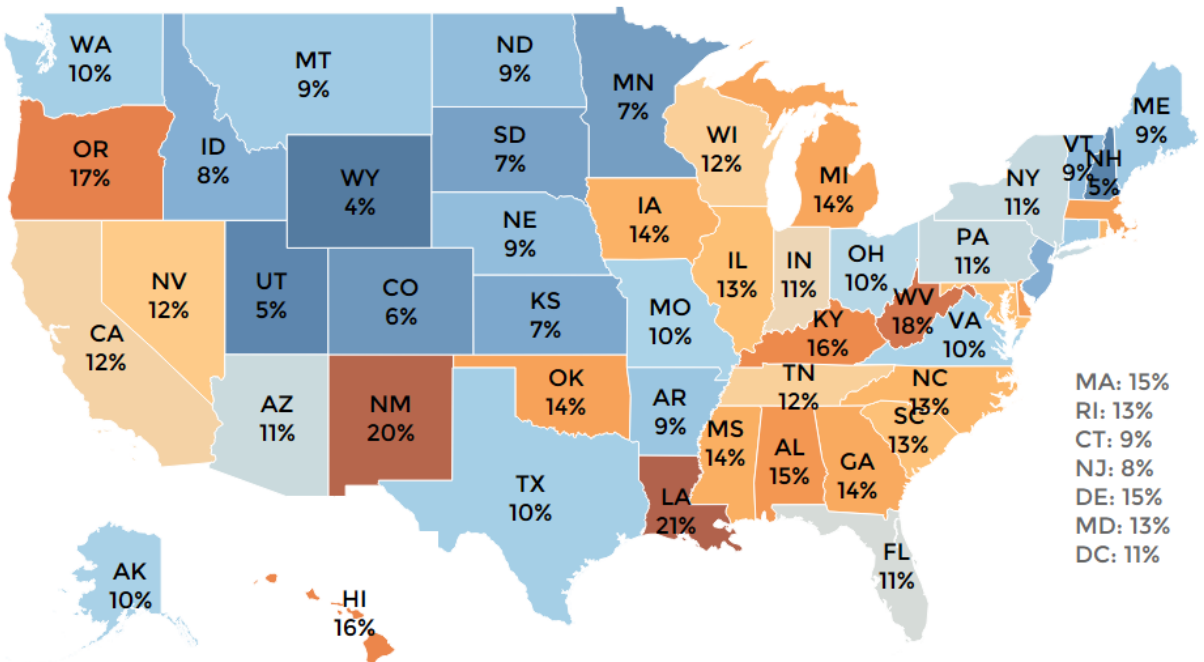 WA
10%
MT
9%
ND
9%
MN
7%
OR
17%
ID
8%
WY
4%
SD
7%
WI
12%
MI
14%
NY
11%
VT
9%
NH
5%
ME
9%
NV
12%
UT
5%
CO
6%
NE
9%
IA
14%
IL
13%
IN
11%
OH
10%
PA
11%
CA
12%
KS
7%
MO
10%
KY
16%
WV
18%
VA
10%
AZ
11%
NM
20%
OK
14%
AR
9%
TN
12%
NC
13%
SC
13%
TX
10%
LA
21%
MS
14%
AL
15%
GA
14%
FL
11%
AK
10%
HI
16%
MA: 15%
RI: 13%
CT: 9%
NJ: 8%
DE: 15%
MD: 13%
DC: 11%